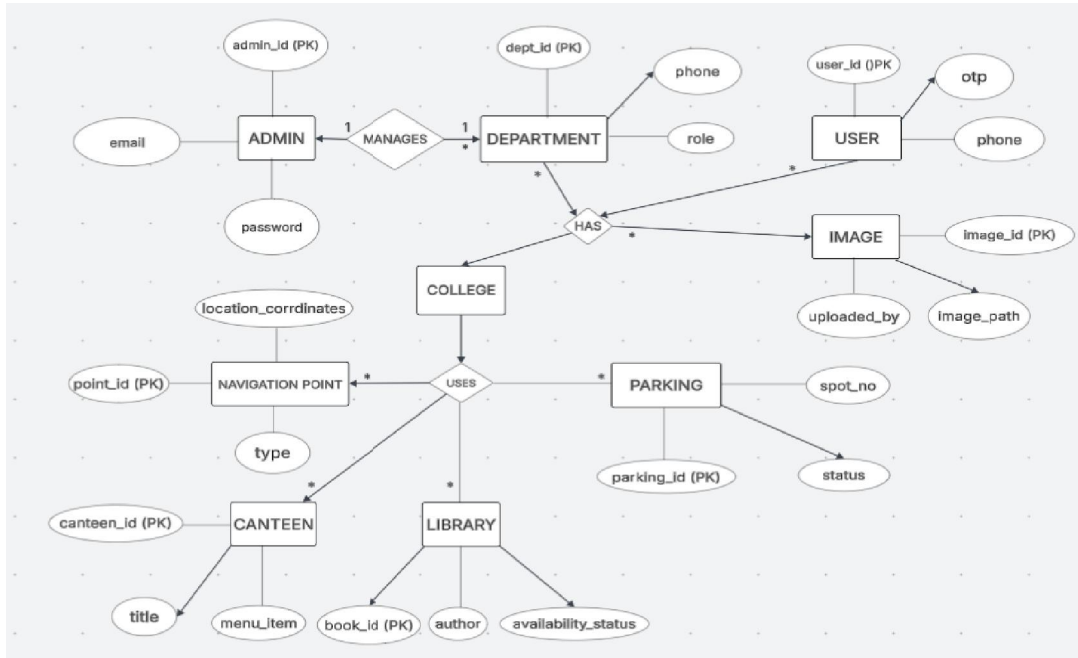 admin_id (PK)
dept_id (PK)
phone
user_id ()PK
otp
email
ADMIN
1
MANAGES
1
*
DEPARTMENT
role
USER
phone
*
*
password
HAS
*
IMAGE
image_id (PK)
COLLEGE
location_corrdinates
uploaded_by
image_path
point_id (PK)
NAVIGATION POINT
*
USES
*
PARKING
spot_no
type
parking_id (PK)
status
*
*
canteen_id (PK)
CANTEEN
LIBRARY
title
menu_item
book_id (PK)
author
availability_status